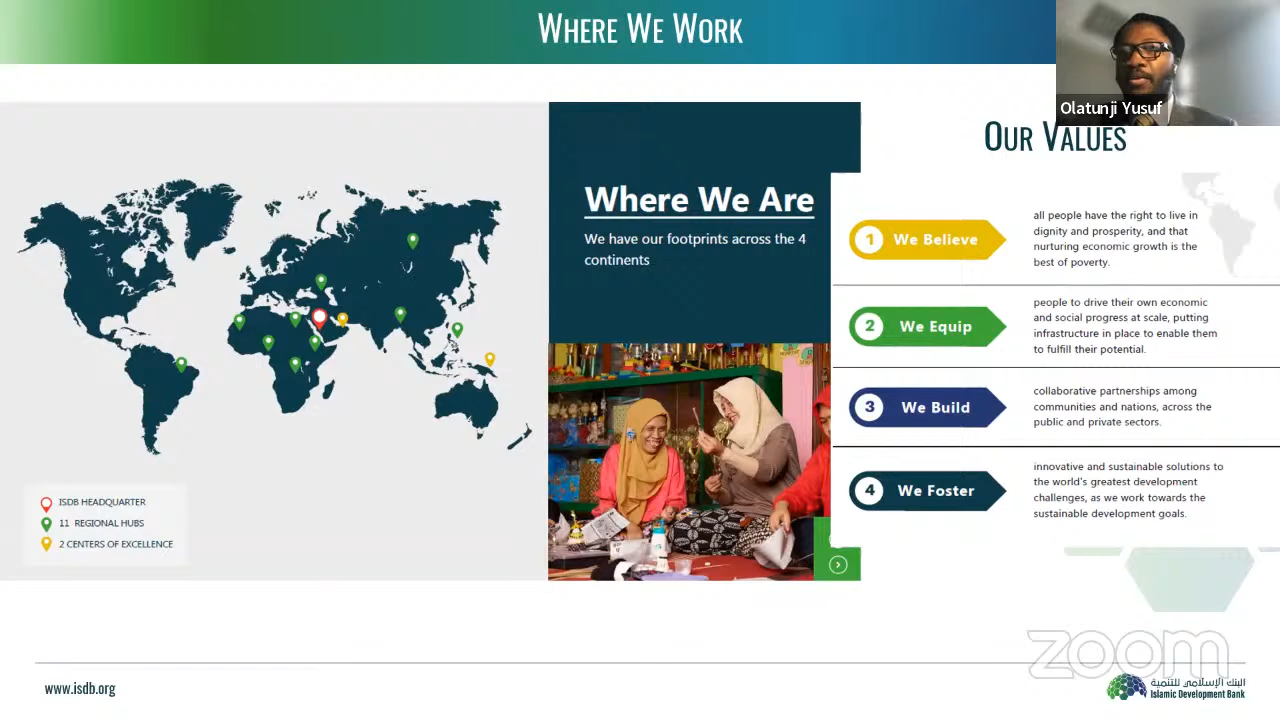 WHERE WE WORK
Olatunji Yusuf
Where We Are
We have our footprints across the 4
continents
ISDB HEADQUARTER
11 REGIONAL HUBS
2 CENTERS OF EXCELLENCE
OUR VALUES
1 We Believe
all people have the right to live in
dignity and prosperity, and that
nurturing economic growth is the
best of poverty.
2 We Equip
people to drive their own economic
and social progress at scale, putting
infrastructure in place to enable them
to fulfill their potential.
3 We Build
collaborative partnerships among
communities and nations, across the
public and private sectors.
4 We Foster
innovative and sustainable solutions to
the world's greatest development
challenges, as we work towards the
sustainable development goals.
zoom
www.isdb.org
البنك الإسلامي للتنمية
Islamic Development Bank